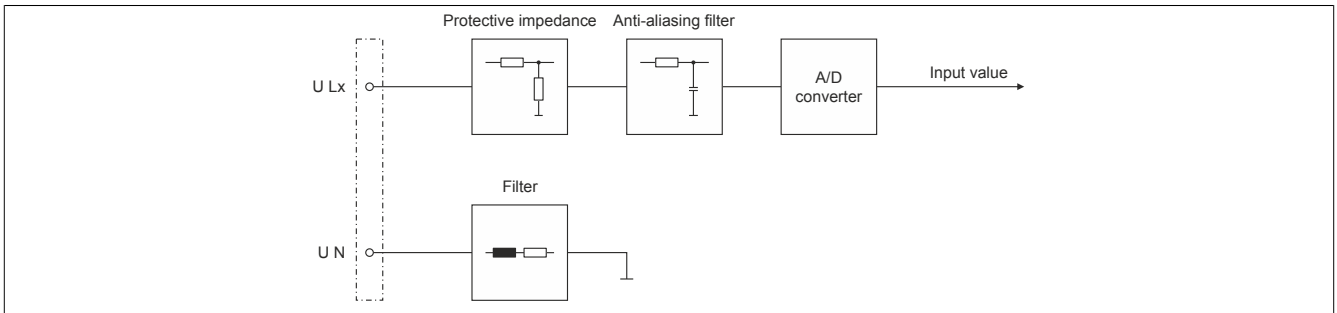 Protective impedance
Anti-aliasing filter
U Lx
A/D
converter
Input value
Filter
U N